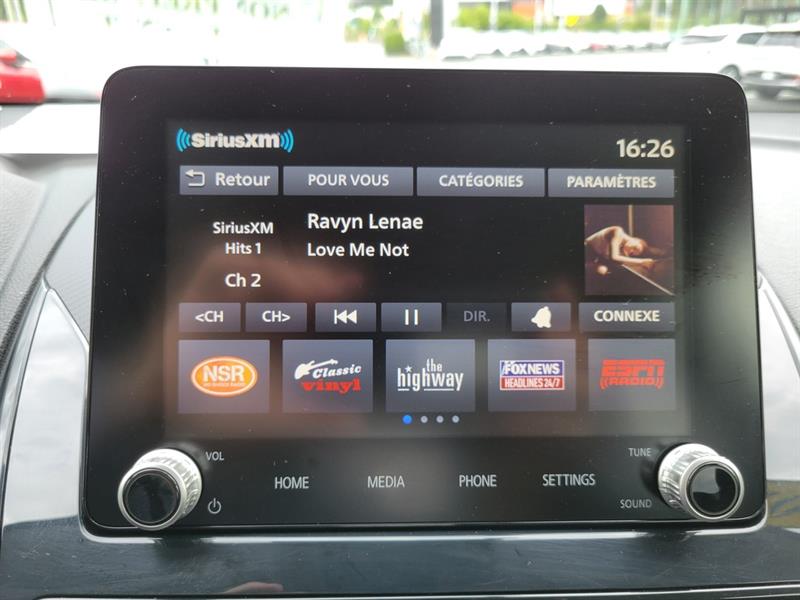 SiriusXM
16:26
Retour
POUR VOUS
CATÉGORIES
PARAMÈTRES
SiriusXM
Hits 1
Ch 2
Ravyn Lenae
Love Me Not
<CH
CH>
DIR.
CONNEXE
NSR
Classic
vinyl
the
highway
FOX NEWS
HEADLINES 24/7
ESPN
RADIO
VOL
HOME
MEDIA
PHONE
SETTINGS
TUNE
SOUND